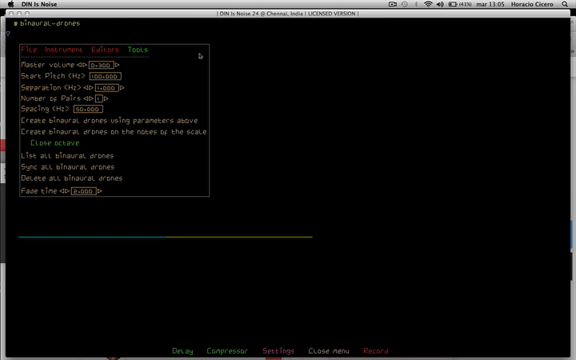 DIN Is Noise
mar 13:05 Horacio Cicero
| DIN Is Noise 24 @ Chennai, India | LICENSED VERSION |
# binaural-drones
File Instrument Editors Tools
Master volume 0.300
Start Pitch (Hz) 100.000
Separation (Hz) 1.000
Number of Pairs 1
Spacing (Hz) 50.000
Create binaural drones using parameters above
Create binaural drones on the notes of the scale
Close octave
List all binaural drones
Sync all binaural drones
Delete all binaural drones
Fade time 2.000
Delay Compressor Settings Close menu Record